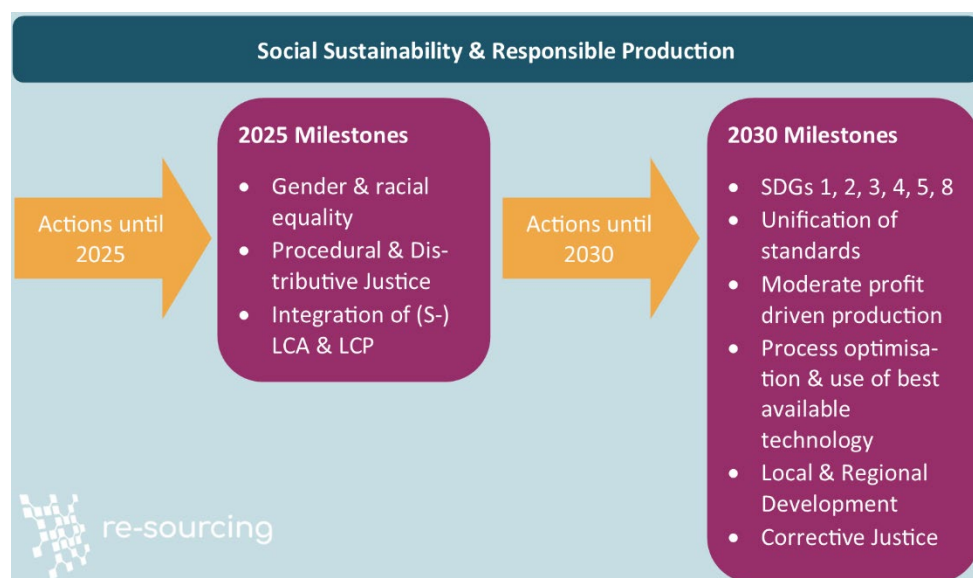 Social Sustainability & Responsible Production
Actions until
2025
2025 Milestones
• Gender & racial
equality
• Procedural & Dis-
tributive Justice
• Integration of (S-)
LCA & LCP
Actions until
2030
2030 Milestones
• SDGs 1, 2, 3, 4, 5, 8
• Unification of
standards
• Moderate profit
driven production
• Process optimisa-
tion & use of best
available
technology
• Local & Regional
Development
• Corrective Justice
re-sourcing